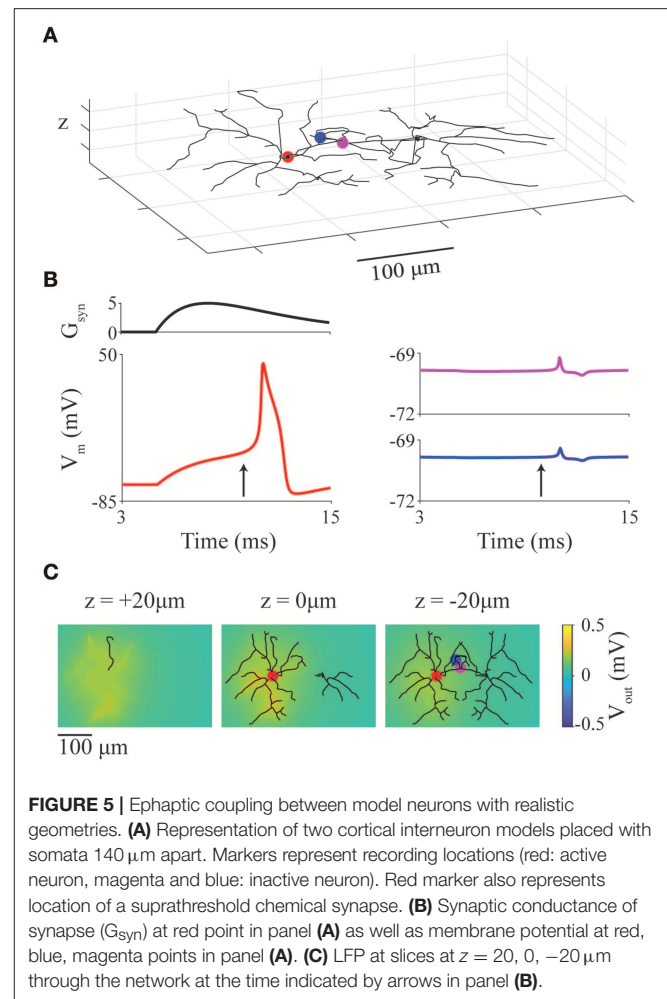 A
z
100 μm
B
G_syn
5
0
50
V_m (mV)
-85
3
15
Time (ms)
-69
-72
-69
-72
3
15
Time (ms)
C
z = +20μm
z = 0μm
z = -20μm
0.5
0
-0.5
V_out (mV)
100 μm
FIGURE 5 | Ephaptic coupling between model neurons with realistic
geometries. (A) Representation of two cortical interneuron models placed with
somata 140 μm apart. Markers represent recording locations (red: active
neuron, magenta and blue: inactive neuron). Red marker also represents
location of a suprathreshold chemical synapse. (B) Synaptic conductance of
synapse (Gsyn) at red point in panel (A) as well as membrane potential at red,
blue, magenta points in panel (A). (C) LFP at slices at z = 20, 0, −20 μm
through the network at the time indicated by arrows in panel (B).